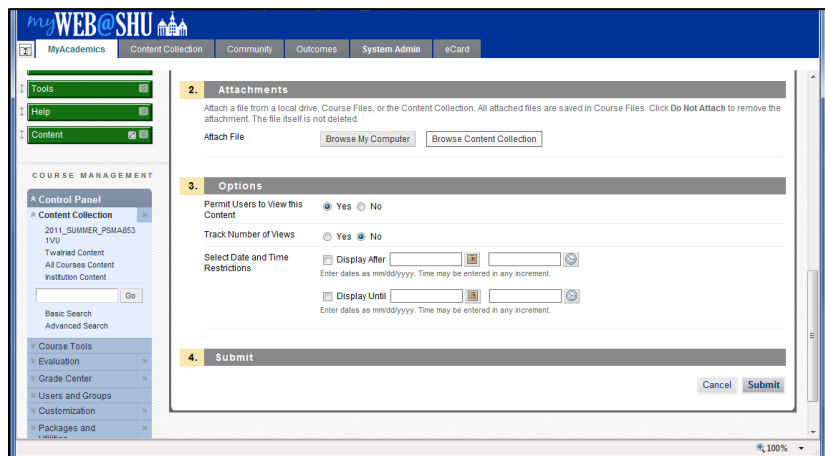 myWEB@SHU
MyAcademics Content Collection Community Outcomes System Admin eCard
Tools
Help
Content
COURSE MANAGEMENT
Control Panel
Content Collection
2011_SUMMER_PSMA853
1VU
Twalriad Content
All Courses Content
Institution Content
Go
Basic Search
Advanced Search
Course Tools
Evaluation
Grade Center
Users and Groups
Customization
Packages and
Utilities
2. Attachments
Attach a file from a local drive, Course Files, or the Content Collection. All attached files are saved in Course Files. Click Do Not Attach to remove the
attachment. The file itself is not deleted.
Attach File Browse My Computer Browse Content Collection
3. Options
Permit Users to View this
Content
Yes No
Track Number of Views Yes No
Select Date and Time
Restrictions
Display After
Enter dates as mm/dd/yyyy. Time may be entered in any increment.
Display Until
Enter dates as mm/dd/yyyy. Time may be entered in any increment.
4. Submit
Cancel Submit
100%